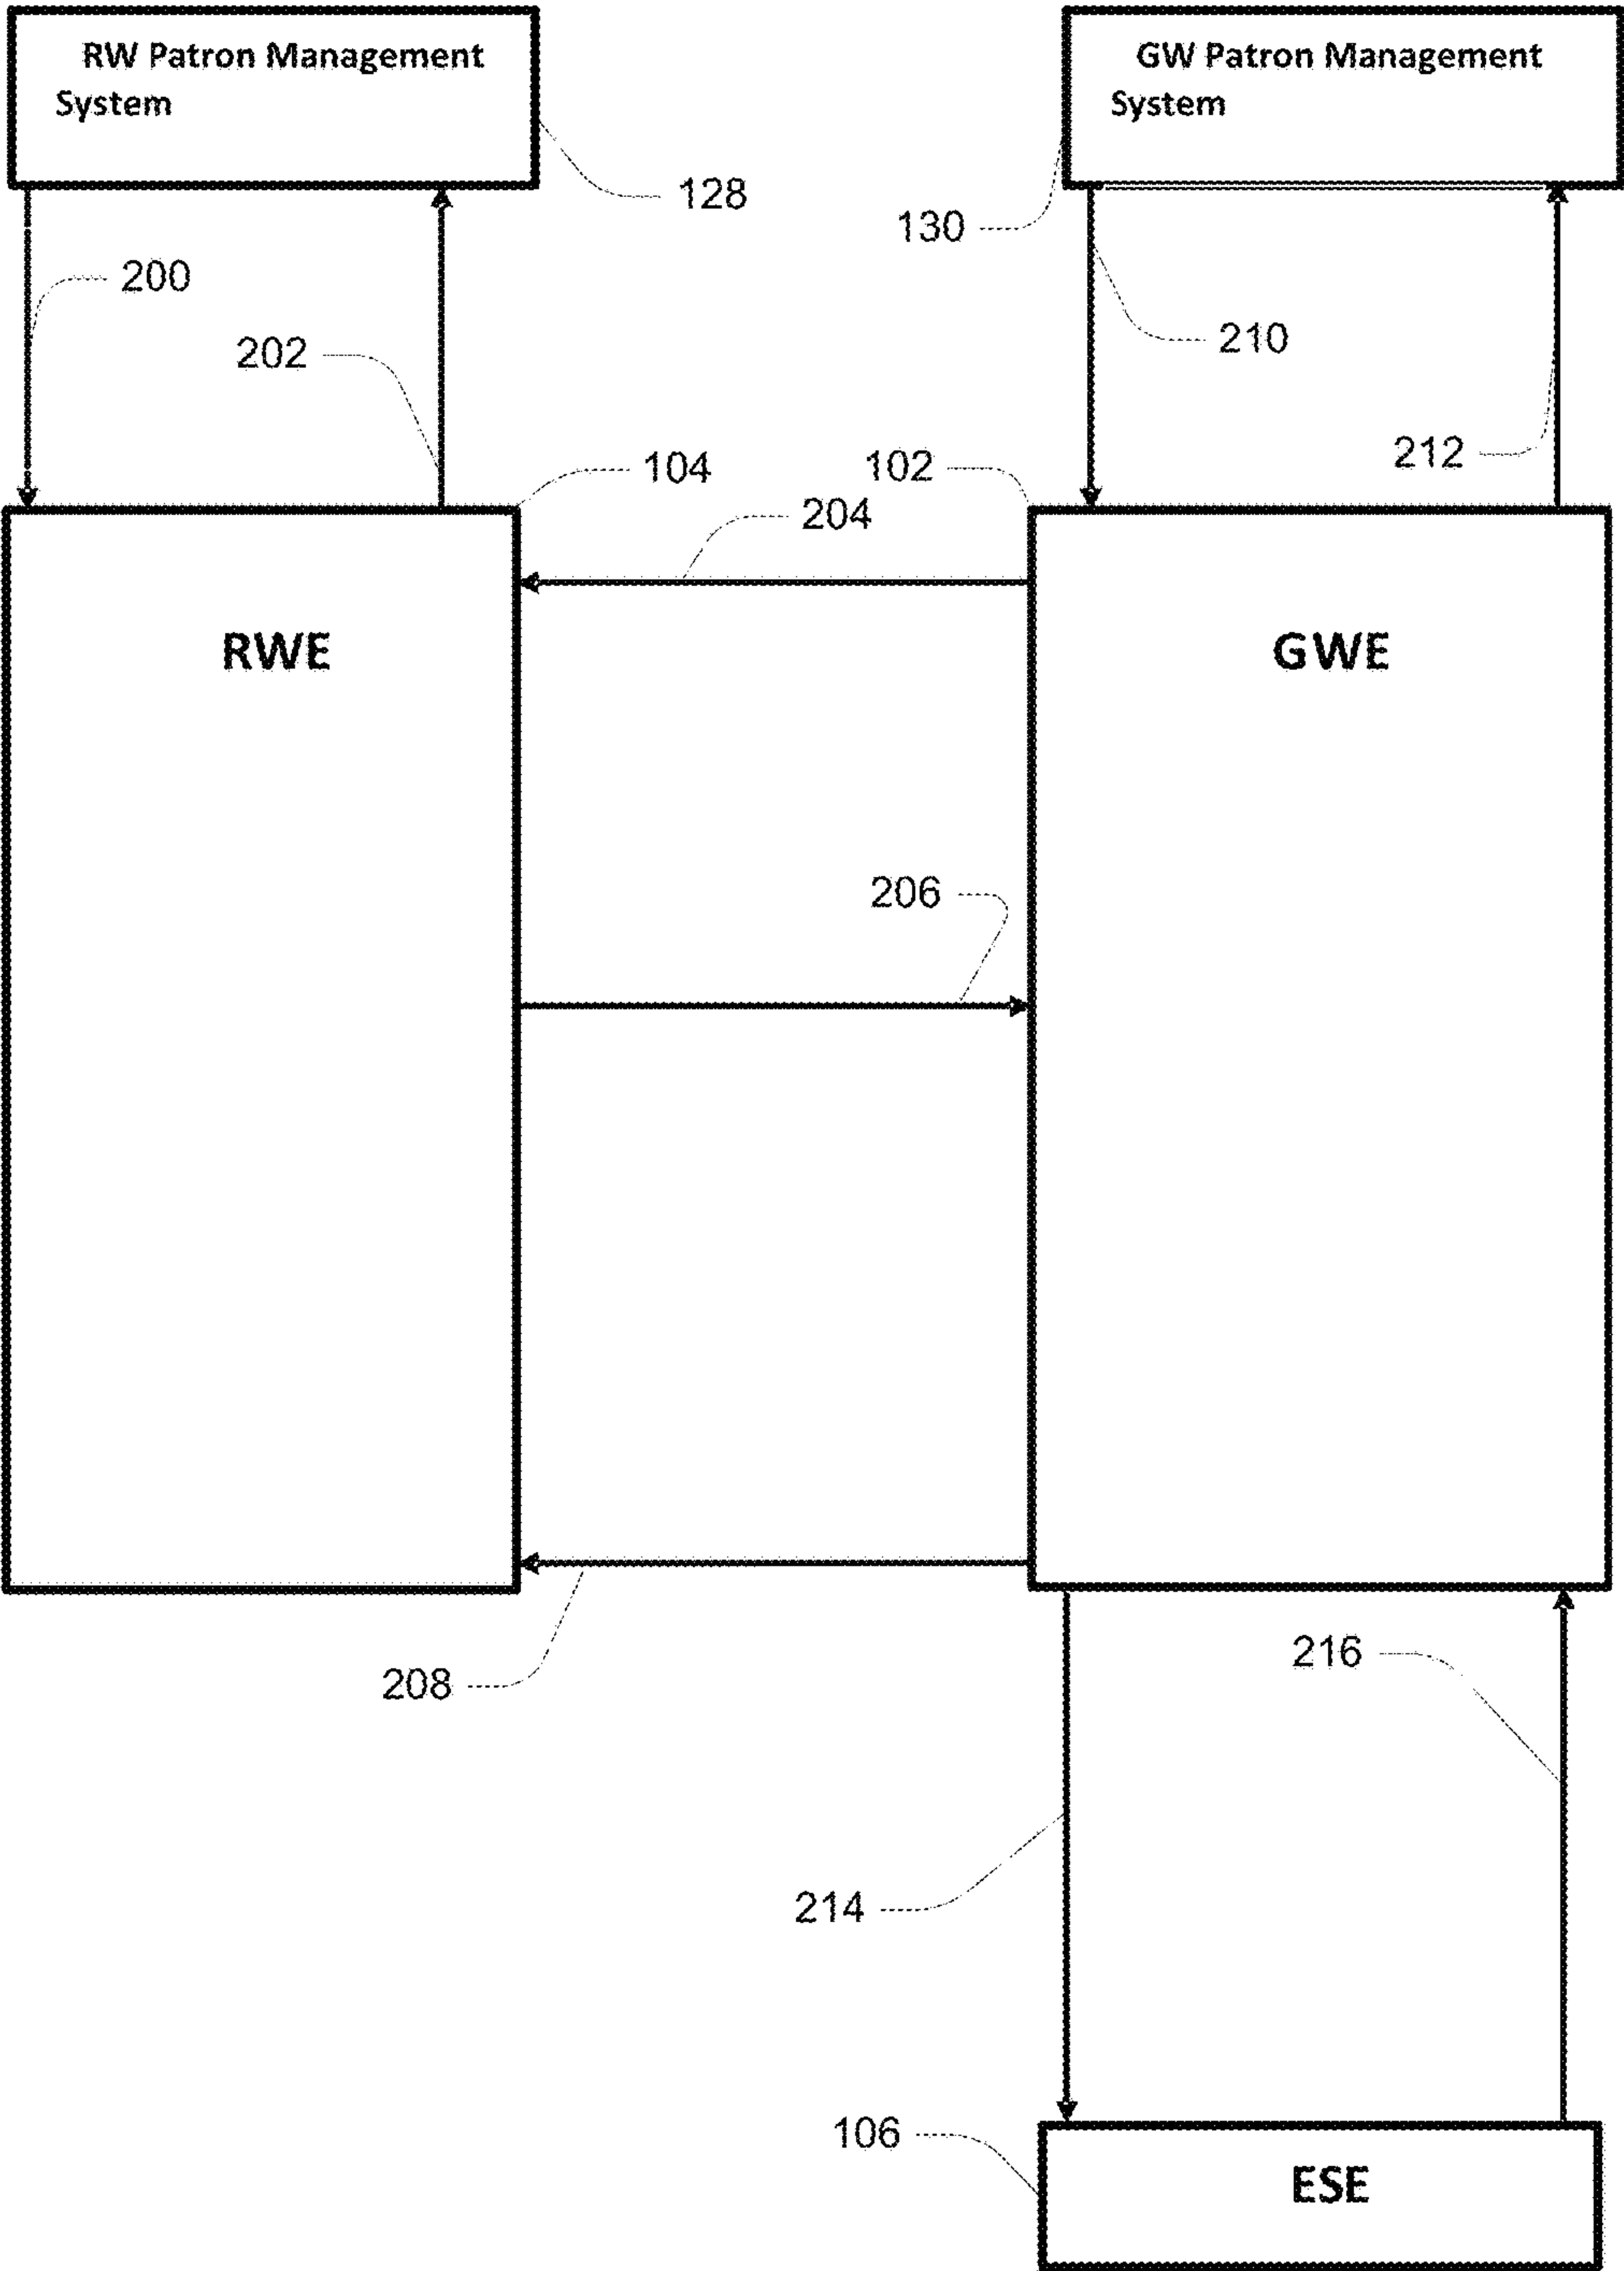 RW Patron Management
System
GW Patron Management
System
128
130
200
210
202
212
104
102
204
RWE
GWE
206
208
216
214
106
ESE